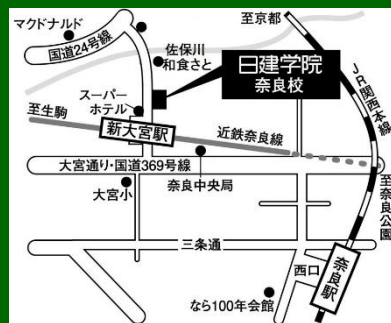 マクドナルド
至京都
国道24号線
佐保川
和食さと
日建学院
奈良校
JR関西本線
スーパー
ホテル
至生駒
新大宮駅
近鉄奈良線
大宮通り・国道369号線
至奈良公園
大宮小
奈良中央局
三条通
西口
奈良駅
なら100年会館